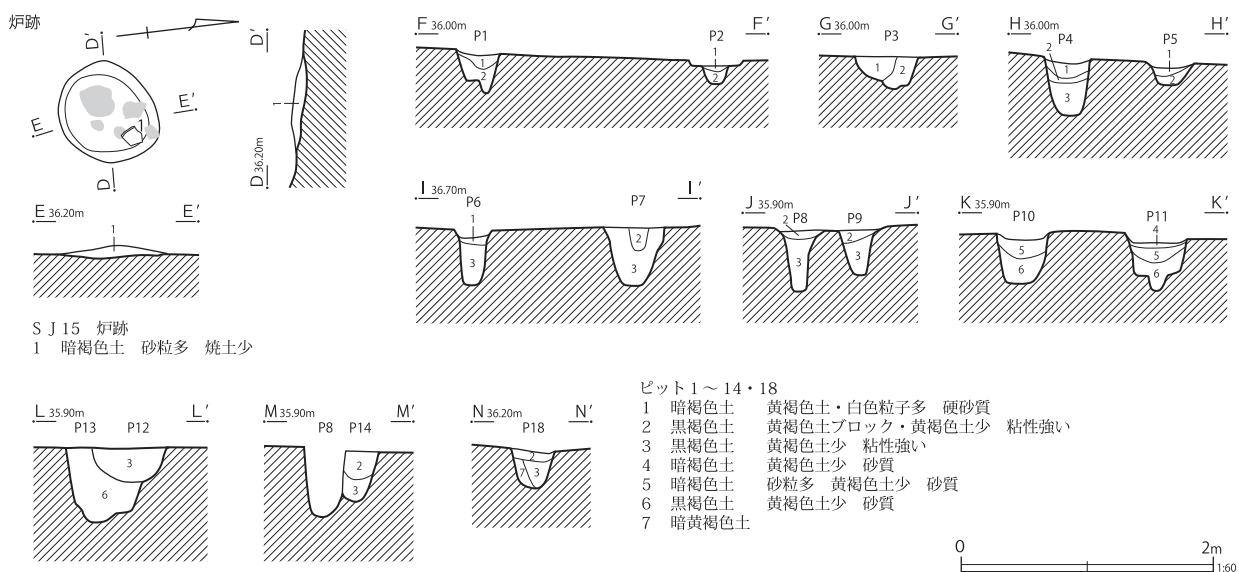 炉跡
D'
E'
E
D
1
D'
1
D 36.20m
E 36.20m E'
1
S J 15 炉跡
1 暗褐色土 砂粒多 焼土少
F 36.00m F'
P1 P2
1 1
2 2
G 36.00m G'
P3
1 2
H 36.00m H'
P4 P5
2 1 1
2
3
I 36.70m I'
P6 P7
1 2
3 3
J 35.90m J'
P8 P9
2 2
3 3
K 35.90m K'
P10 P11
4
5 5
6 6
L 35.90m L'
P13 P12
3
6
M 35.90m M'
P8 P14
2
3
N 36.20m N'
P18
2
7 3
ピット1～14・18
1 暗褐色土 黄褐色土・白色粒子多 硬砂質
2 黒褐色土 黄褐色土ブロック・黄褐色土少 粘性強い
3 黒褐色土 黄褐色土少 粘性強い
4 暗褐色土 黄褐色土少 砂質
5 暗褐色土 砂粒多 黄褐色土少 砂質
6 黒褐色土 黄褐色土少 砂質
7 暗黄褐色土
0 2m
1:60